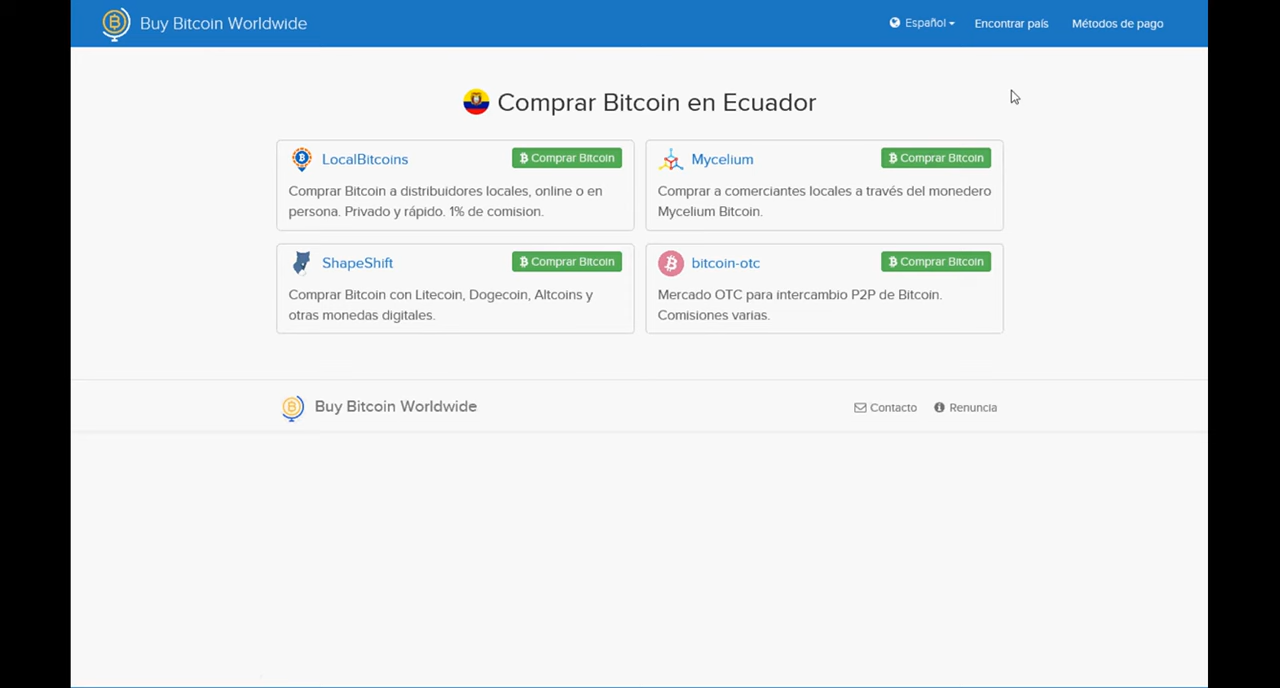 Buy Bitcoin Worldwide
Español
Encontrar país
Métodos de pago
Comprar Bitcoin en Ecuador
LocalBitcoins
Comprar Bitcoin
Comprar Bitcoin a distribuidores locales, online o en
persona. Privado y rápido. 1% de comision.
Mycelium
Comprar Bitcoin
Comprar a comerciantes locales a través del monedero
Mycelium Bitcoin.
ShapeShift
Comprar Bitcoin
Comprar Bitcoin con Litecoin, Dogecoin, Altcoins y
otras monedas digitales.
bitcoin-otc
Comprar Bitcoin
Mercado OTC para intercambio P2P de Bitcoin.
Comisiones varias.
Buy Bitcoin Worldwide
Contacto
Renuncia